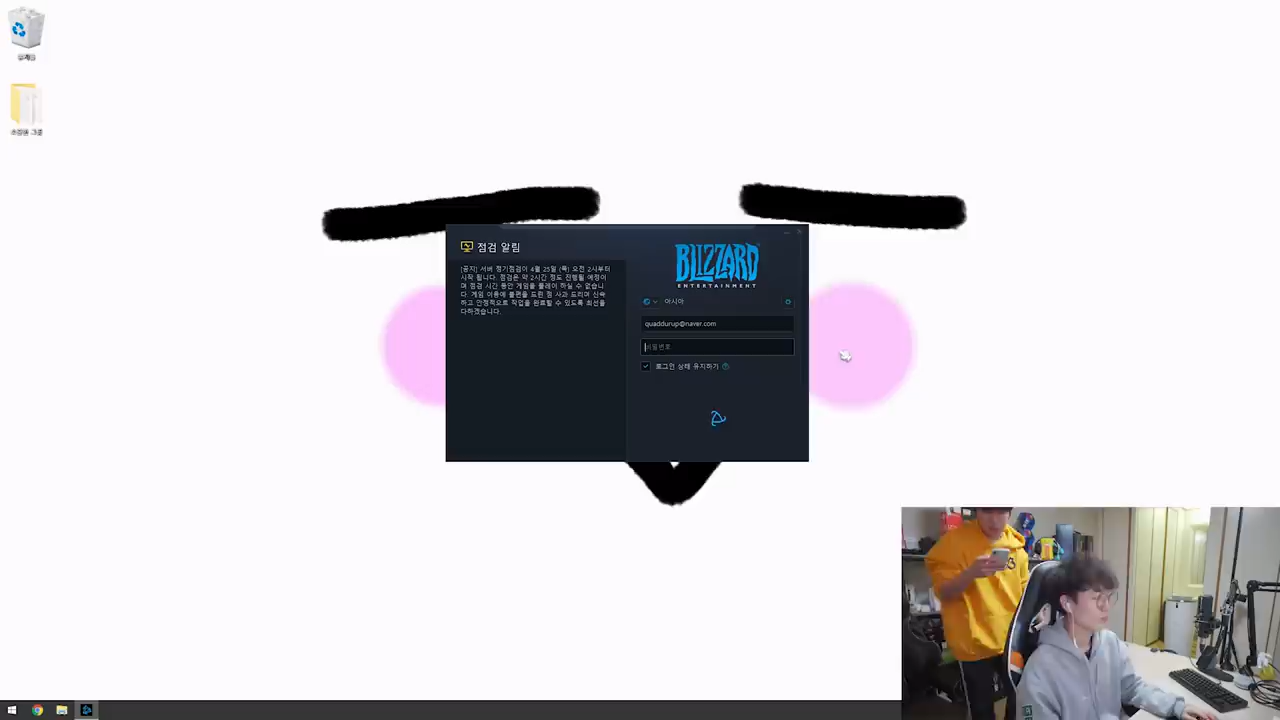 점검 알림
[공지] 서버 정기점검이 4월 25일 (목) 오전 2시부터
시작 됩니다. 점검은 약 2시간 정도 진행될 예정이
며 점검 시간 동안 게임을 플레이 하실 수 없습니
다. 게임 이용에 불편을 드린 점 사과 드리며 신속
하고 안정적으로 작업을 완료할 수 있도록 최선을
다하겠습니다.
BLIZZARD
ENTERTAINMENT
아시아
quaddurup@naver.com
비밀번호
로그인 상태 유지하기
휴지통